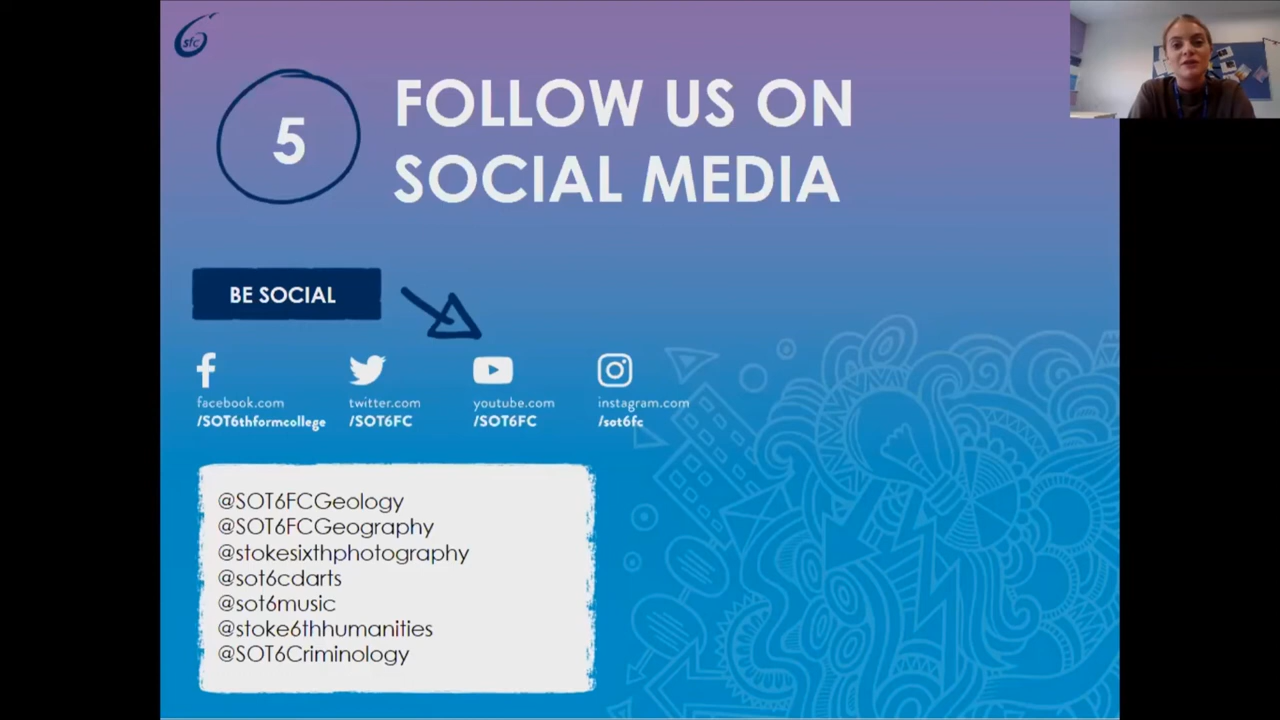 sfc
5
FOLLOW US ON
SOCIAL MEDIA
BE SOCIAL
facebook.com
/SOT6thformcollege
twitter.com
/SOT6FC
youtube.com
/SOT6FC
instagram.com
/sot6fc
@SOT6FCGeology
@SOT6FCGeography
@stokesixthphotography
@sot6cdarts
@sot6music
@stoke6thhumanities
@SOT6Criminology